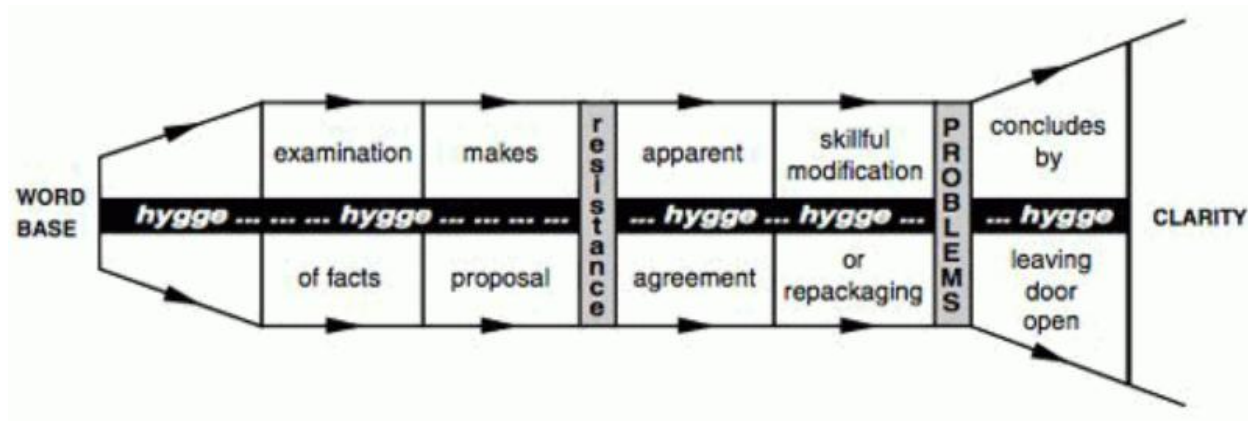 WORD
BASE
examination
of facts
makes
proposal
resistance
apparent
agreement
skillful
modification
or
repackaging
PROBLEMS
concludes
by
leaving
door
open
hygge ... ... ... hygge ... ... ... ...
... hygge ... hygge ...
... hygge
CLARITY